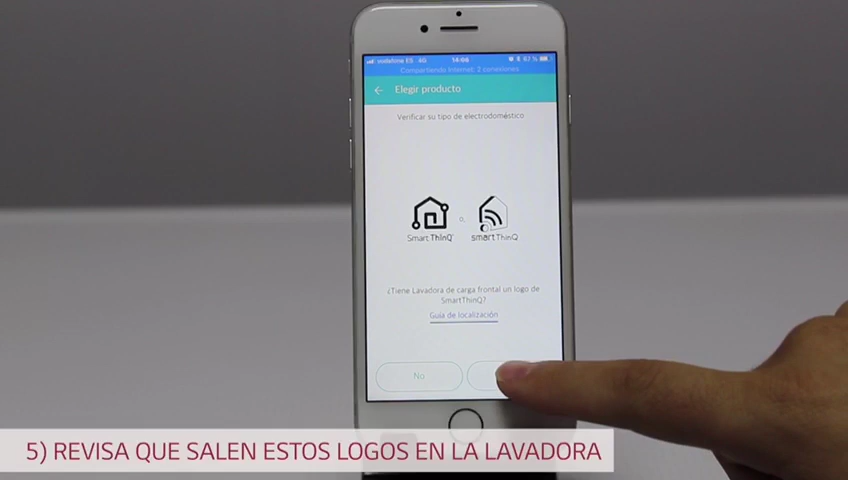 vodafone ES 4G 14:06 62 %
Compartiendo Internet: 2 conexiones
Elegir producto
Verificar su tipo de electrodoméstico
o,
Smart ThinQ smart ThinQ
¿Tiene Lavadora de carga frontal un logo de
SmartThinQ?
Guía de localización
No
5) REVISA QUE SALEN ESTOS LOGOS EN LA LAVADORA